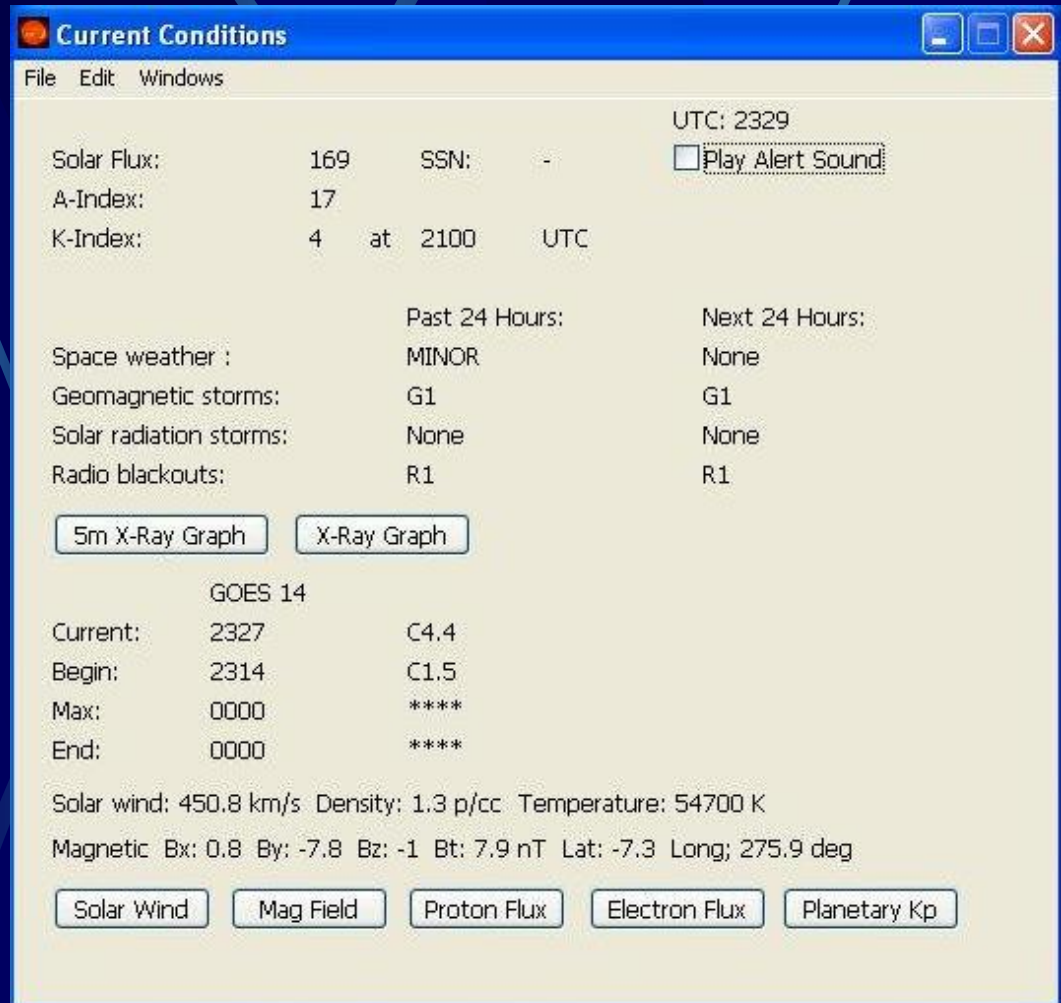 Current Conditions
File Edit Windows
UTC: 2329
Solar Flux: 169 SSN: - Play Alert Sound
A-Index: 17
K-Index: 4 at 2100 UTC
Past 24 Hours: Next 24 Hours:
Space weather : MINOR None
Geomagnetic storms: G1 G1
Solar radiation storms: None None
Radio blackouts: R1 R1
5m X-Ray Graph X-Ray Graph
GOES 14
Current: 2327 C4.4
Begin: 2314 C1.5
Max: 0000 ****
End: 0000 ****
Solar wind: 450.8 km/s Density: 1.3 p/cc Temperature: 54700 K
Magnetic Bx: 0.8 By: -7.8 Bz: -1 Bt: 7.9 nT Lat: -7.3 Long; 275.9 deg
Solar Wind Mag Field Proton Flux Electron Flux Planetary Kp